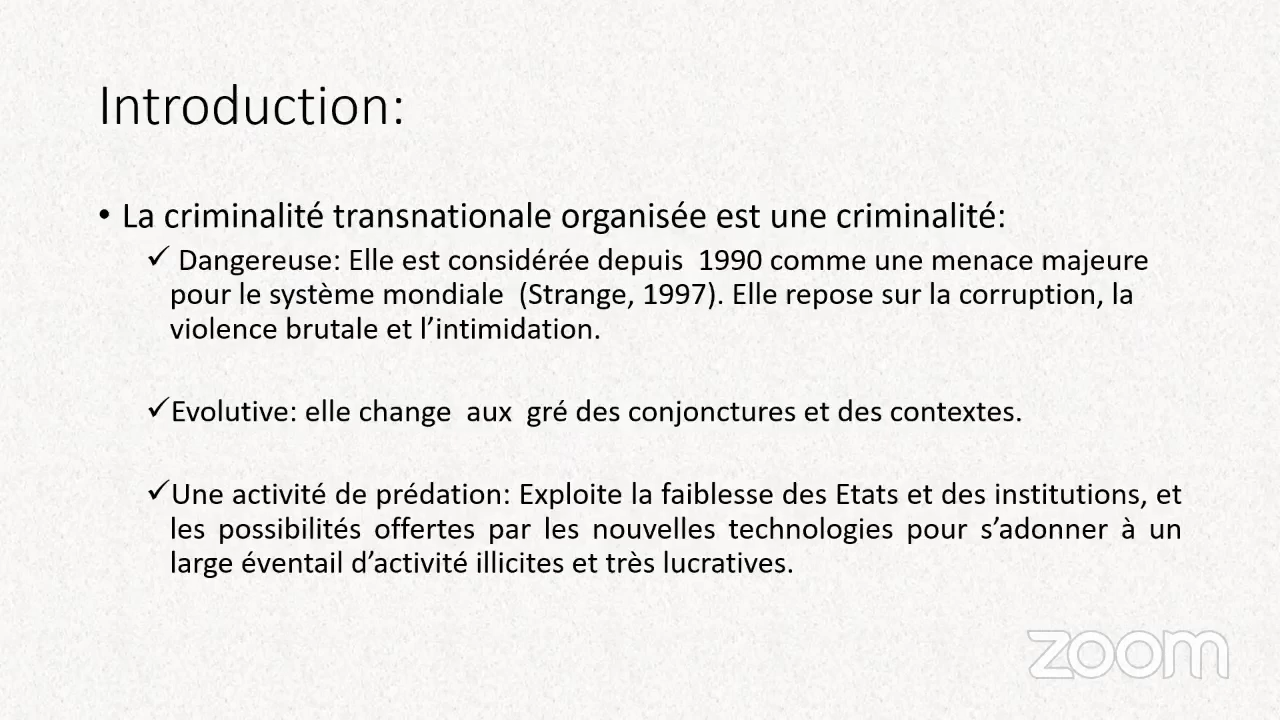 Introduction:
• La criminalité transnationale organisée est une criminalité:
✓ Dangereuse: Elle est considérée depuis  1990 comme une menace majeure
pour le système mondiale  (Strange, 1997). Elle repose sur la corruption, la
violence brutale et l’intimidation.
✓Evolutive: elle change  aux  gré des conjonctures et des contextes.
✓Une activité de prédation: Exploite la faiblesse des Etats et des institutions, et
les possibilités offertes par les nouvelles technologies pour s’adonner à un
large éventail d’activité illicites et très lucratives.
zoom